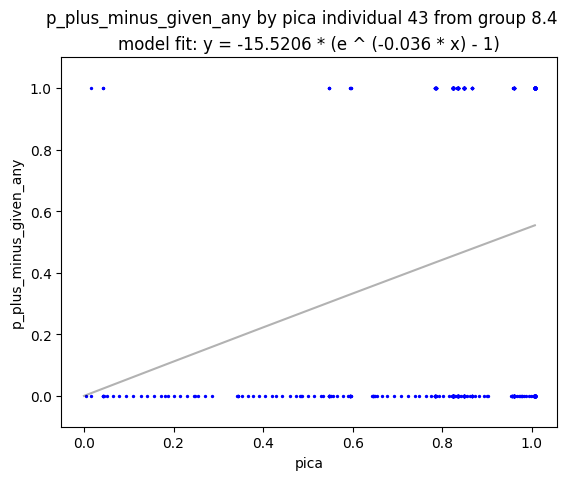 p_plus_minus_given_any by pica individual 43 from group 8.4
model fit: y = -15.5206 * (e ^ (-0.036 * x) - 1)
1.0
0.8
0.6
0.4
0.2
0.0
p_plus_minus_given_any
0.0 0.2 0.4 0.6 0.8 1.0
pica